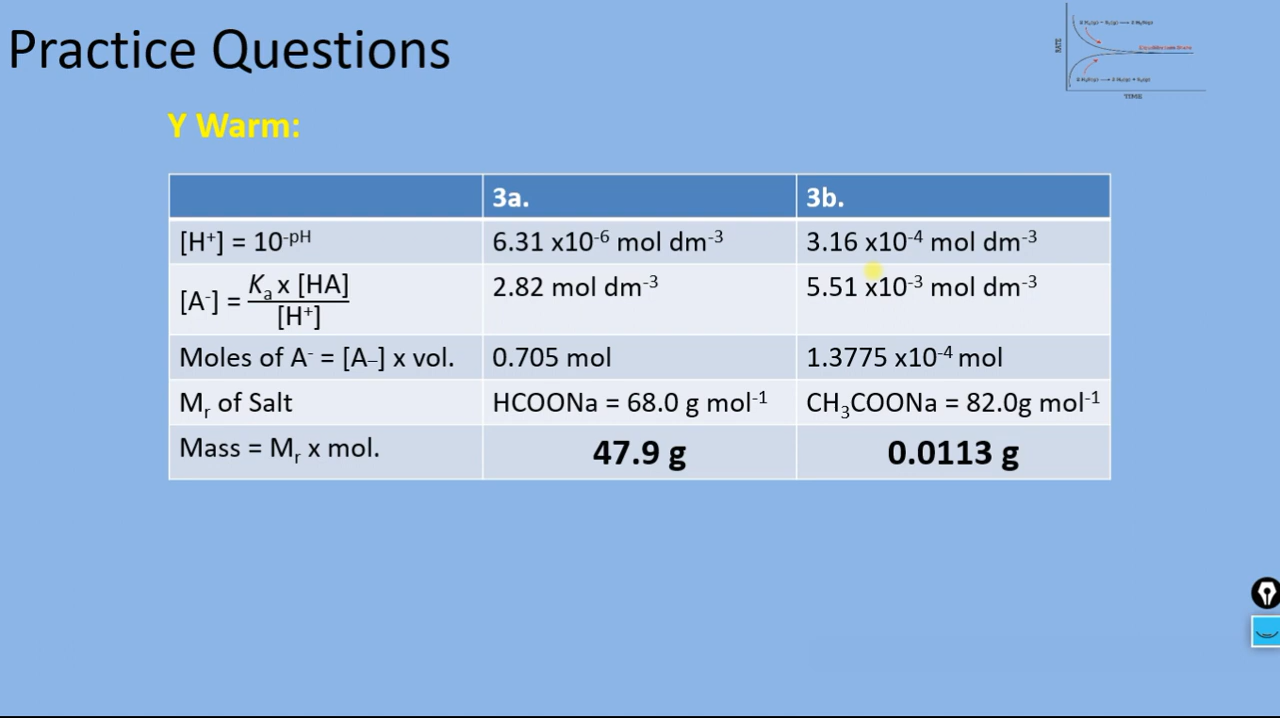 Practice Questions
Y Warm:
3a. 3b.
[H⁺] = 10⁻ᵖᴴ 6.31 x10⁻⁶ mol dm⁻³ 3.16 x10⁻⁴ mol dm⁻³
[A⁻] = Kₐ x [HA] / [H⁺] 2.82 mol dm⁻³ 5.51 x10⁻³ mol dm⁻³
Moles of A⁻ = [A–] x vol. 0.705 mol 1.3775 x10⁻⁴ mol
Mᵣ of Salt HCOONa = 68.0 g mol⁻¹ CH₃COONa = 82.0g mol⁻¹
Mass = Mᵣ x mol. 47.9 g 0.0113 g
RATE
TIME